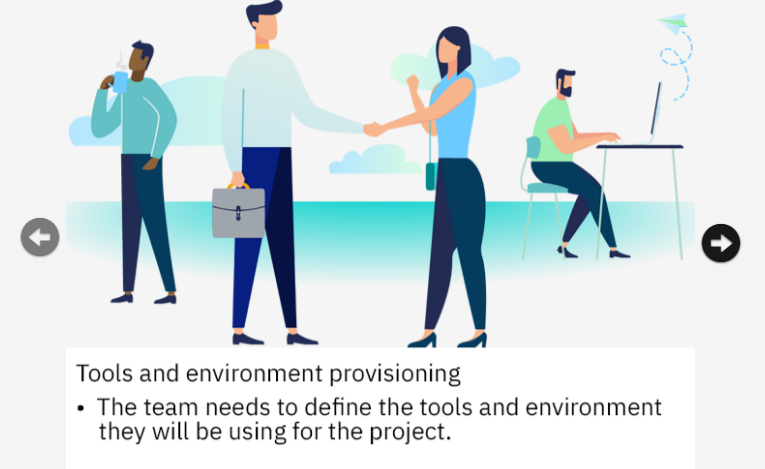 Tools and environment provisioning
• The team needs to define the tools and environment
they will be using for the project.